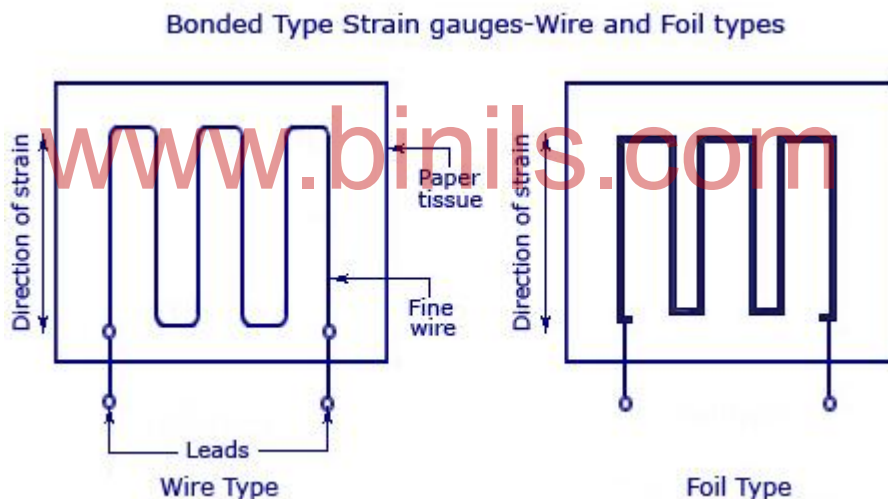 Bonded Type Strain gauges-Wire and Foil types
www.binils.com
Direction of strain
Paper
tissue
Fine
wire
Leads
Wire Type
Direction of strain
Foil Type